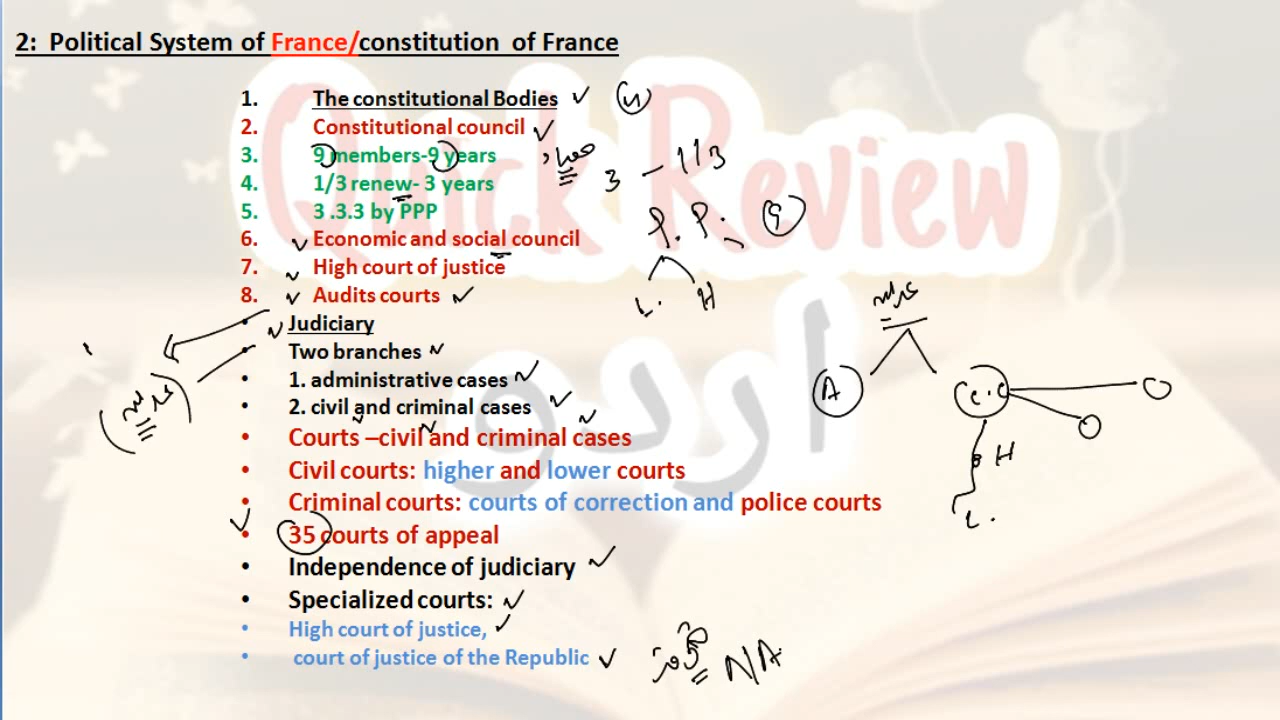 2: Political System of France/constitution of France
1. The constitutional Bodies
2. Constitutional council
3. 9 members-9 years
4. 1/3 renew- 3 years
5. 3 .3.3 by PPP
6. Economic and social council
7. High court of justice
8. Audits courts
• Judiciary
• Two branches
• 1. administrative cases
• 2. civil and criminal cases
• Courts –civil and criminal cases
• Civil courts: higher and lower courts
• Criminal courts: courts of correction and police courts
• 35 courts of appeal
• Independence of judiciary
• Specialized courts:
• High court of justice,
• court of justice of the Republic
Quick Review
اردو
3 – 1/3
P. P.
L. H
A
C.C
H
L.
N/A